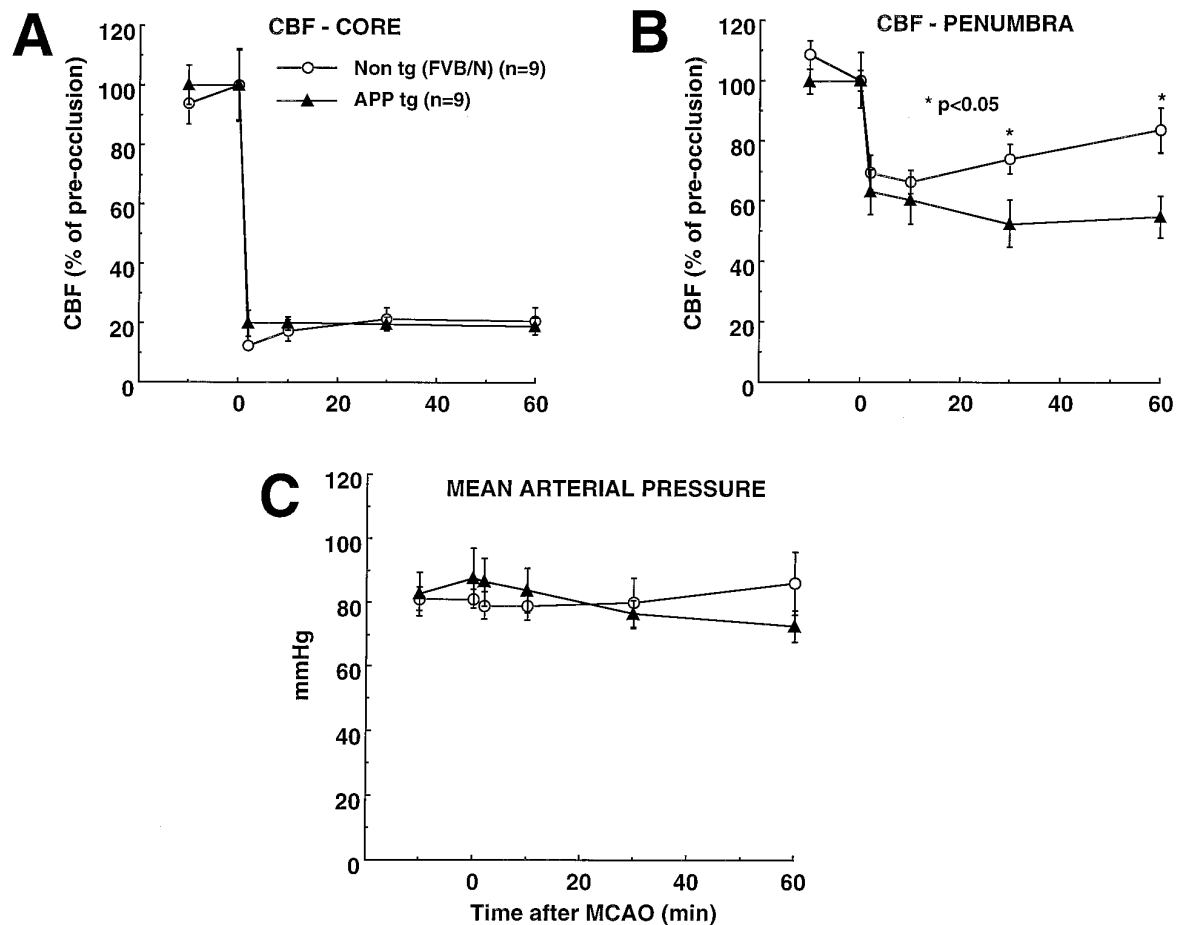 A
CBF - CORE
Non tg (FVB/N) (n=9)
APP tg (n=9)
CBF (% of pre-occlusion)
120
100
80
60
40
20
0
0 20 40 60
B
CBF - PENUMBRA
* p<0.05
*
*
CBF (% of pre-occlusion)
120
100
80
60
40
20
0
0 20 40 60
C
MEAN ARTERIAL PRESSURE
mmHg
120
100
80
60
40
20
0
0 20 40 60
Time after MCAO (min)